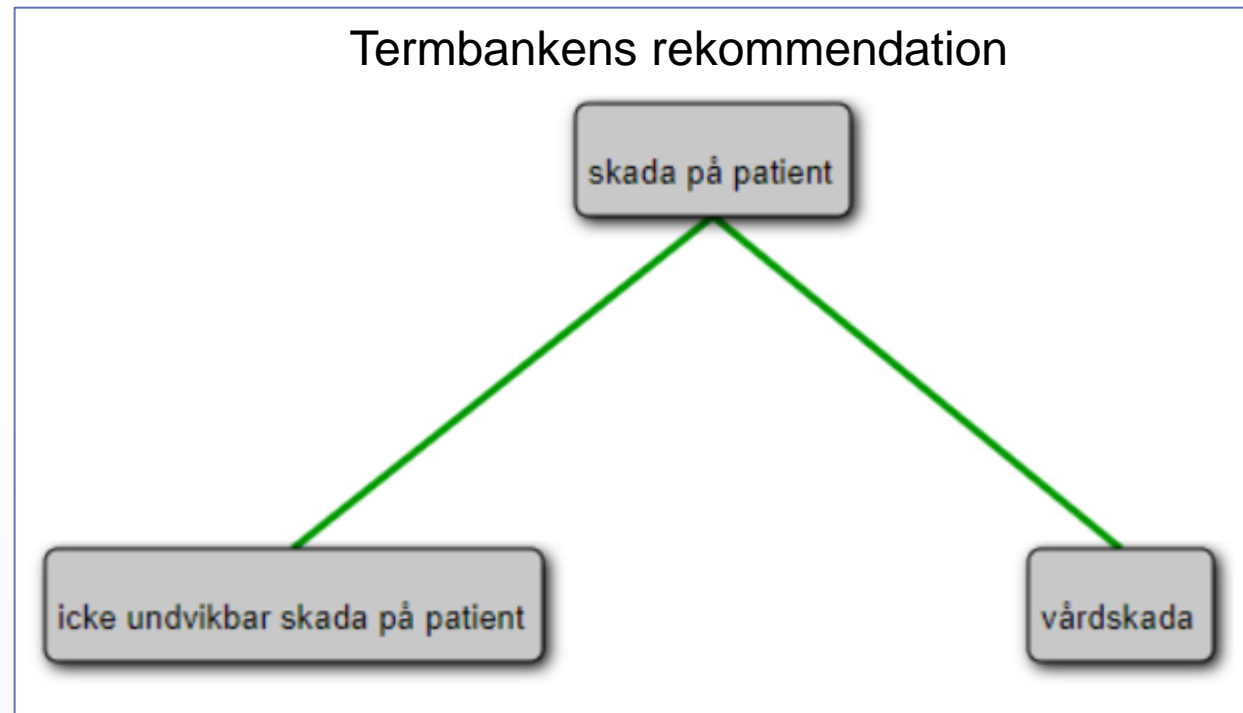 Termbankens rekommendation
skada på patient
icke undvikbar skada på patient
vårdskada